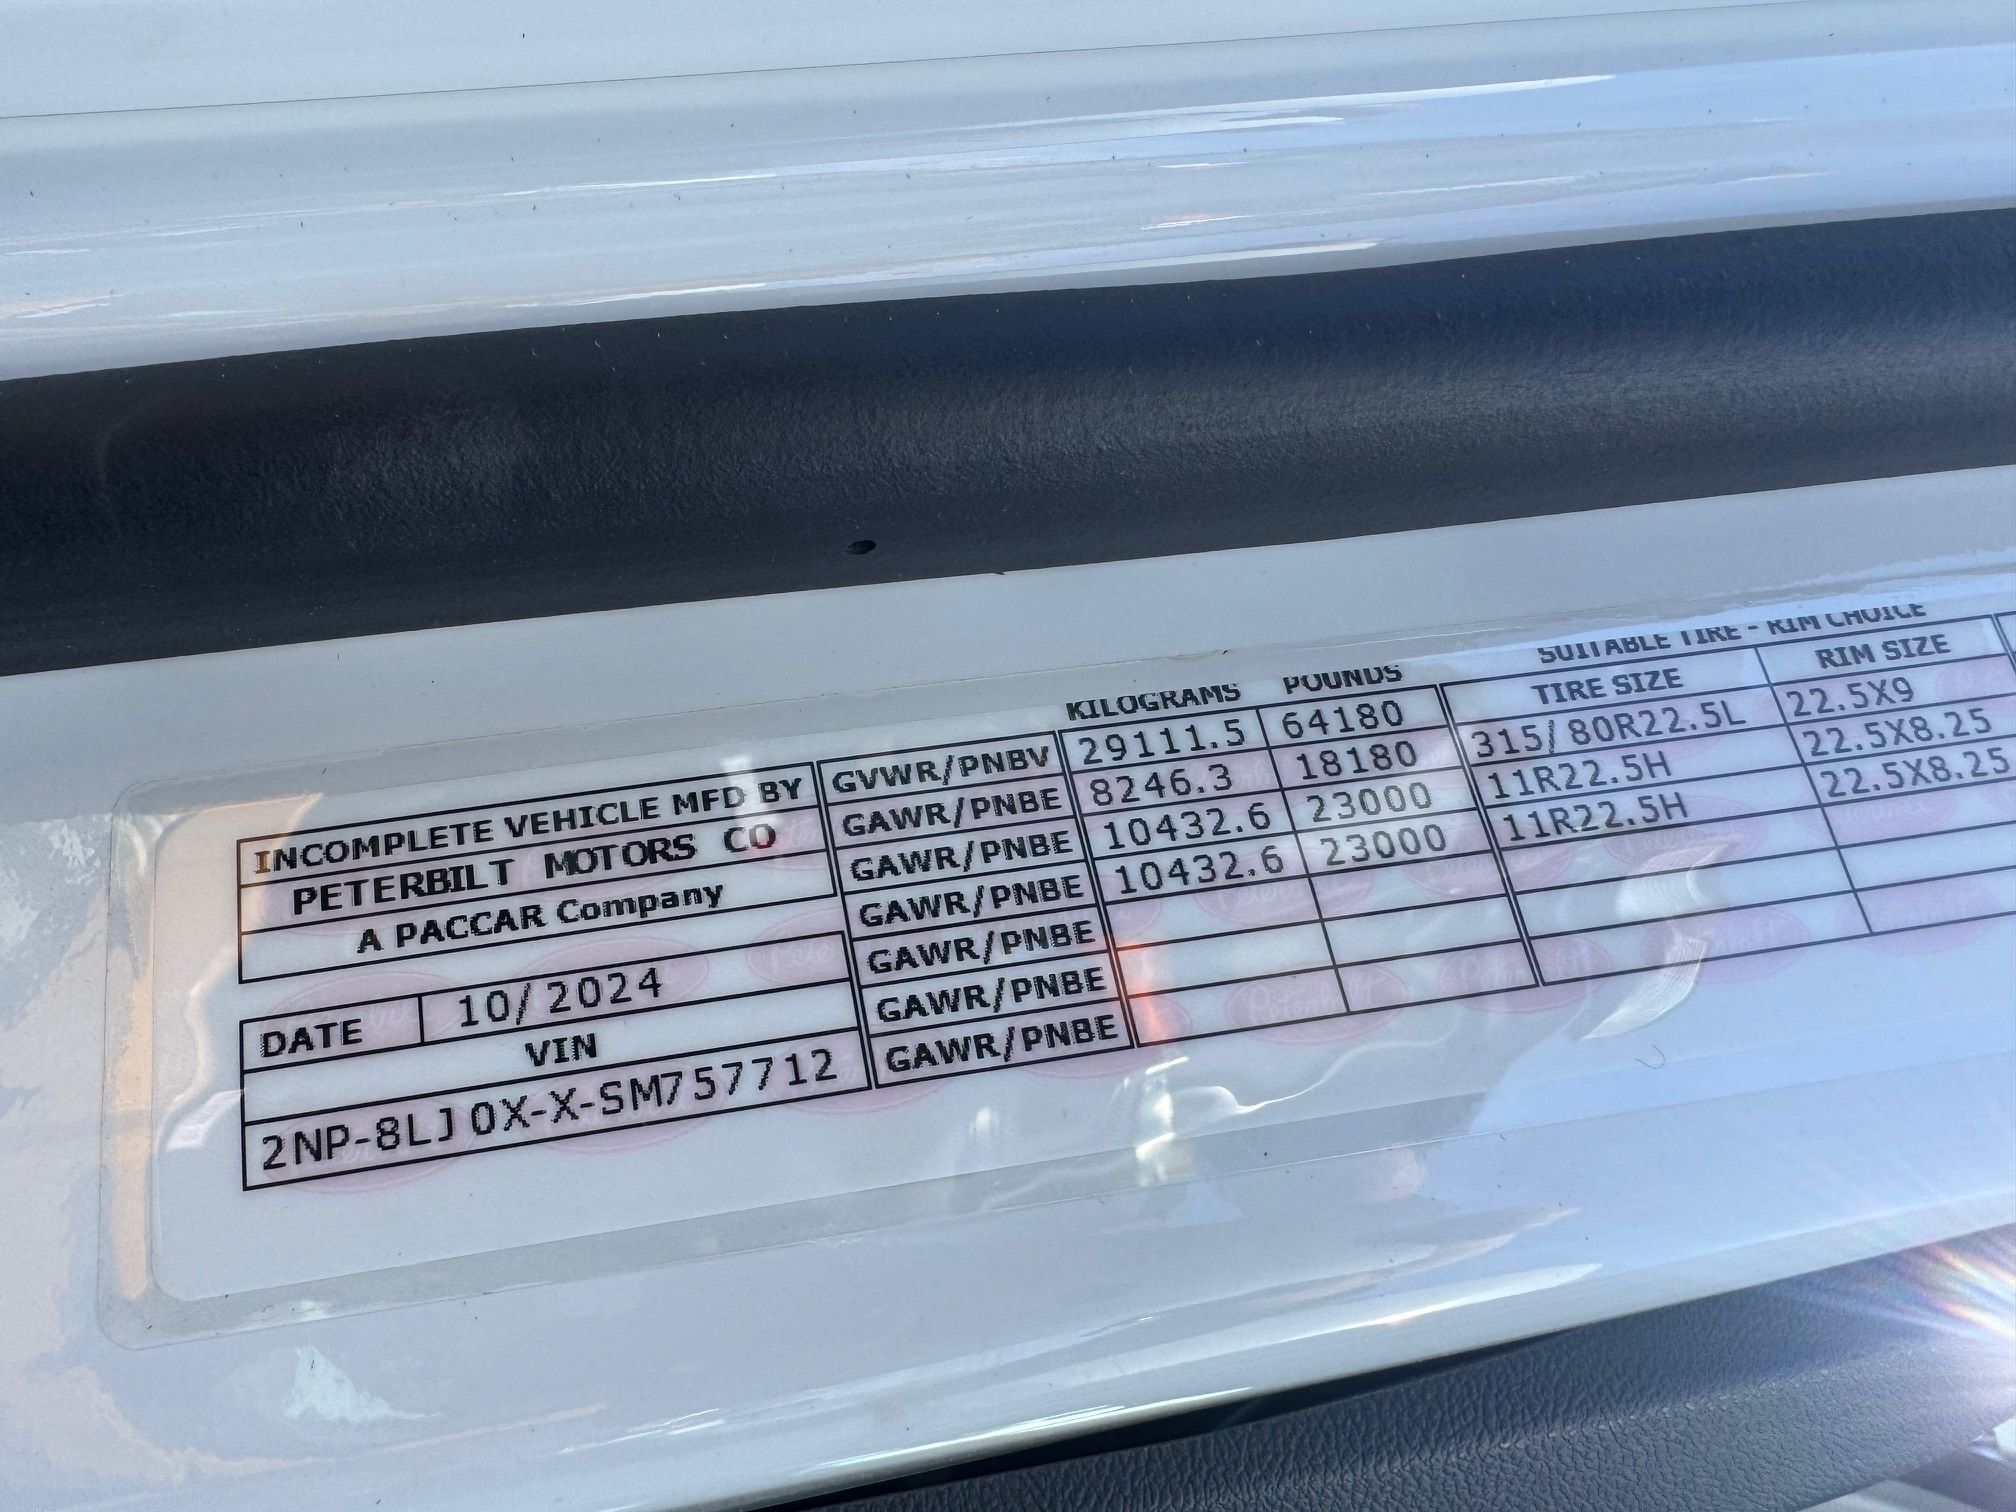 INCOMPLETE VEHICLE MFD BY
PETERBILT MOTORS CO
A PACCAR Company
DATE 10/2024
VIN
2NP-8LJ0X-X-SM757712
KILOGRAMS POUNDS
GVWR/PNBV 29111.5 64180
GAWR/PNBE 8246.3 18180
GAWR/PNBE 10432.6 23000
GAWR/PNBE 10432.6 23000
GAWR/PNBE
GAWR/PNBE
GAWR/PNBE
SUITABLE TIRE - RIM CHOICE
TIRE SIZE RIM SIZE
315/80R22.5L 22.5X9
11R22.5H 22.5X8.25
11R22.5H 22.5X8.25